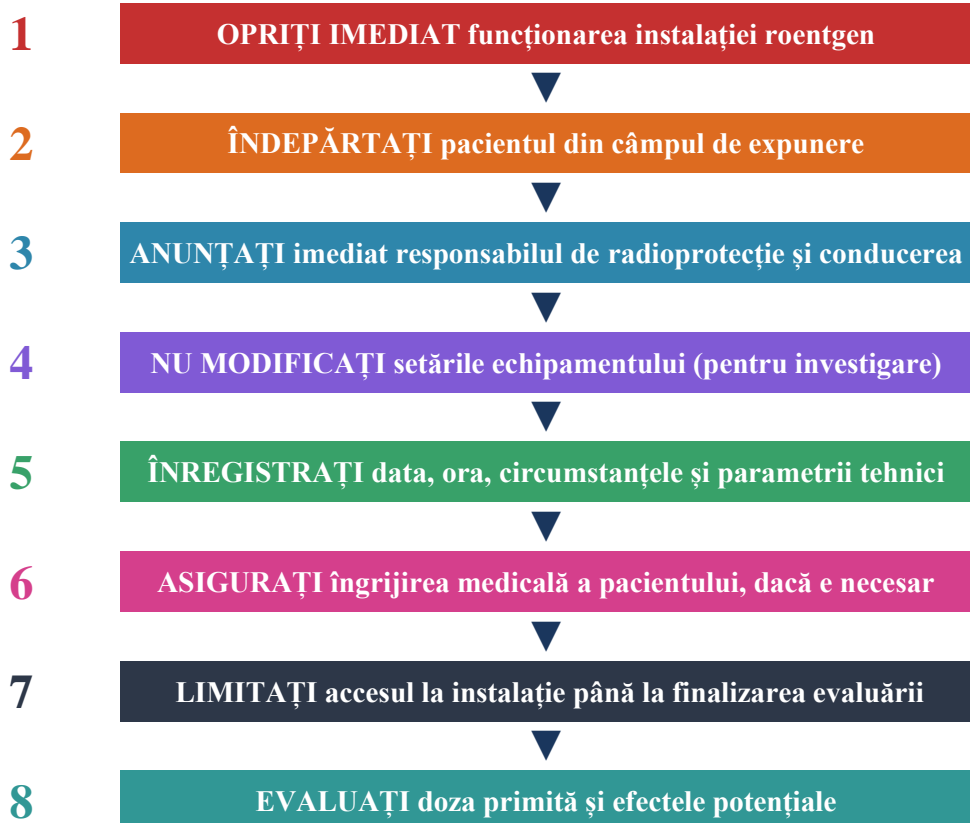 1 OPRIȚI IMEDIAT funcționarea instalației roentgen
2 ÎNDEPĂRTAȚI pacientul din câmpul de expunere
3 ANUNȚAȚI imediat responsabilul de radioprotecție și conducerea
4 NU MODIFICAȚI setările echipamentului (pentru investigare)
5 ÎNREGISTRAȚI data, ora, circumstanțele și parametrii tehnici
6 ASIGURAȚI îngrijirea medicală a pacientului, dacă e necesar
7 LIMITAȚI accesul la instalație până la finalizarea evaluării
8 EVALUAȚI doza primită și efectele potențiale